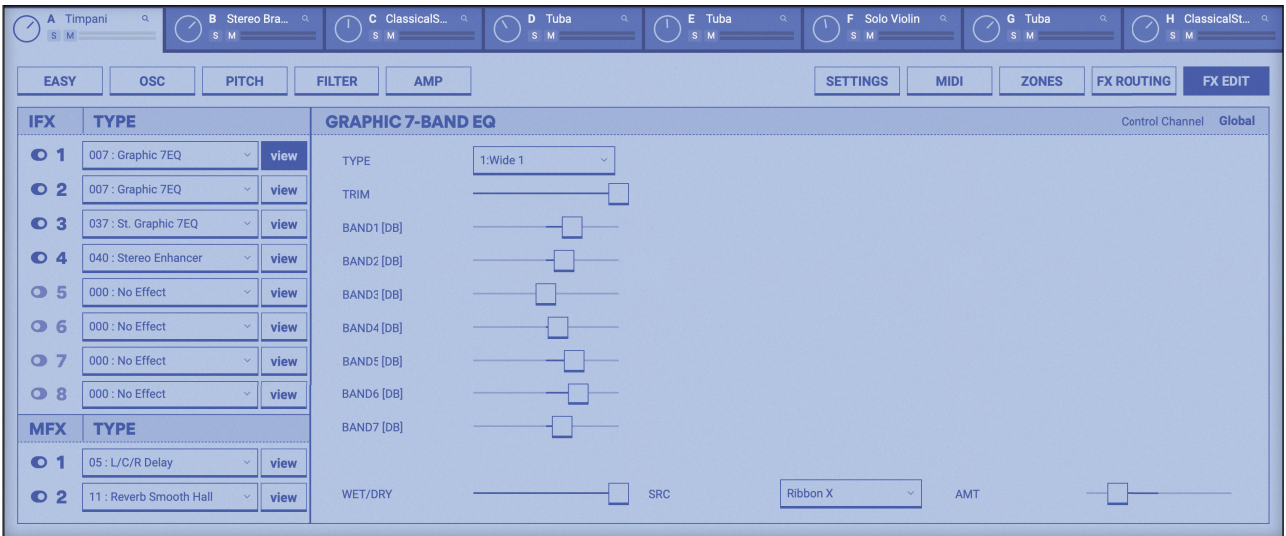 A Timpani
S M
B Stereo Bra...
S M
C ClassicalS...
S M
D Tuba
S M
E Tuba
S M
F Solo Violin
S M
G Tuba
S M
H ClassicalSt...
S M
EASY OSC PITCH FILTER AMP SETTINGS MIDI ZONES FX ROUTING FX EDIT
IFX TYPE
1 007 : Graphic 7EQ view
2 007 : Graphic 7EQ view
3 037 : St. Graphic 7EQ view
4 040 : Stereo Enhancer view
5 000 : No Effect view
6 000 : No Effect view
7 000 : No Effect view
8 000 : No Effect view
MFX TYPE
1 05 : L/C/R Delay view
2 11 : Reverb Smooth Hall view
GRAPHIC 7-BAND EQ Control Channel Global
TYPE 1:Wide 1
TRIM
BAND1 [DB]
BAND2 [DB]
BAND3 [DB]
BAND4 [DB]
BAND5 [DB]
BAND6 [DB]
BAND7 [DB]
WET/DRY SRC Ribbon X AMT